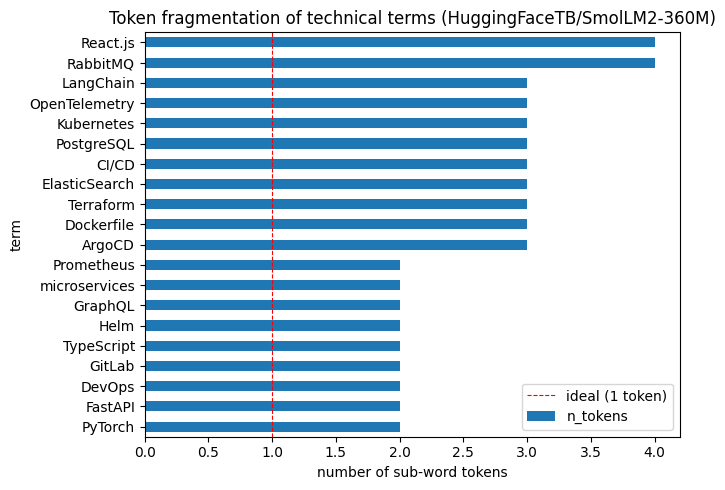 Token fragmentation of technical terms (HuggingFaceTB/SmolLM2-360M)
React.js
RabbitMQ
LangChain
OpenTelemetry
Kubernetes
PostgreSQL
CI/CD
ElasticSearch
Terraform
Dockerfile
ArgoCD
Prometheus
microservices
GraphQL
Helm
TypeScript
GitLab
DevOps
FastAPI
PyTorch
term
ideal (1 token)
n_tokens
0.0 0.5 1.0 1.5 2.0 2.5 3.0 3.5 4.0
number of sub-word tokens